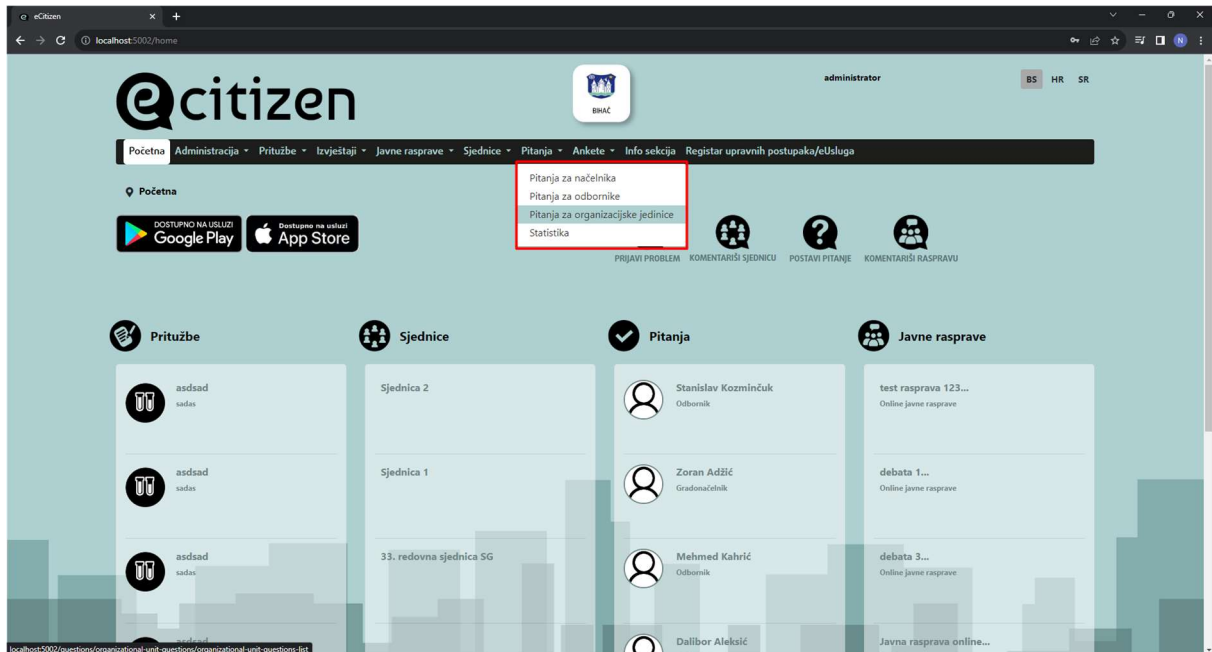 eCitizen
localhost:5002/home
N
ecitizen
BIHAĆ
administrator
BS HR SR
Početna Administracija Pritužbe Izvještaji Javne rasprave Sjednice Pitanja Ankete Info sekcija Registar upravnih postupaka/eUsluga
Pitanja za načelnika
Pitanja za odbornike
Pitanja za organizacijske jedinice
Statistika
Početna
DOSTUPNO NA USLUZI
Google Play
Dostupno na usluzi
App Store
PRIJAVI PROBLEM KOMENTARIŠI SJEDNICU POSTAVI PITANJE KOMENTARIŠI RASPRAVU
Pritužbe Sjednice Pitanja Javne rasprave
asdsad
sadas
asdsad
sadas
asdsad
sadas
asdsad
Sjednica 2
Sjednica 1
33. redovna sjednica SG
Stanislav Kozminčuk
Odbornik
Zoran Adžić
Gradonačelnik
Mehmed Kahrić
Odbornik
Dalibor Aleksić
test rasprava 123...
Online javne rasprave
debata 1...
Online javne rasprave
debata 3...
Online javne rasprave
Javna rasprava online...
localhost:5002/questions/organizational-unit-questions/organizational-unit-questions-list